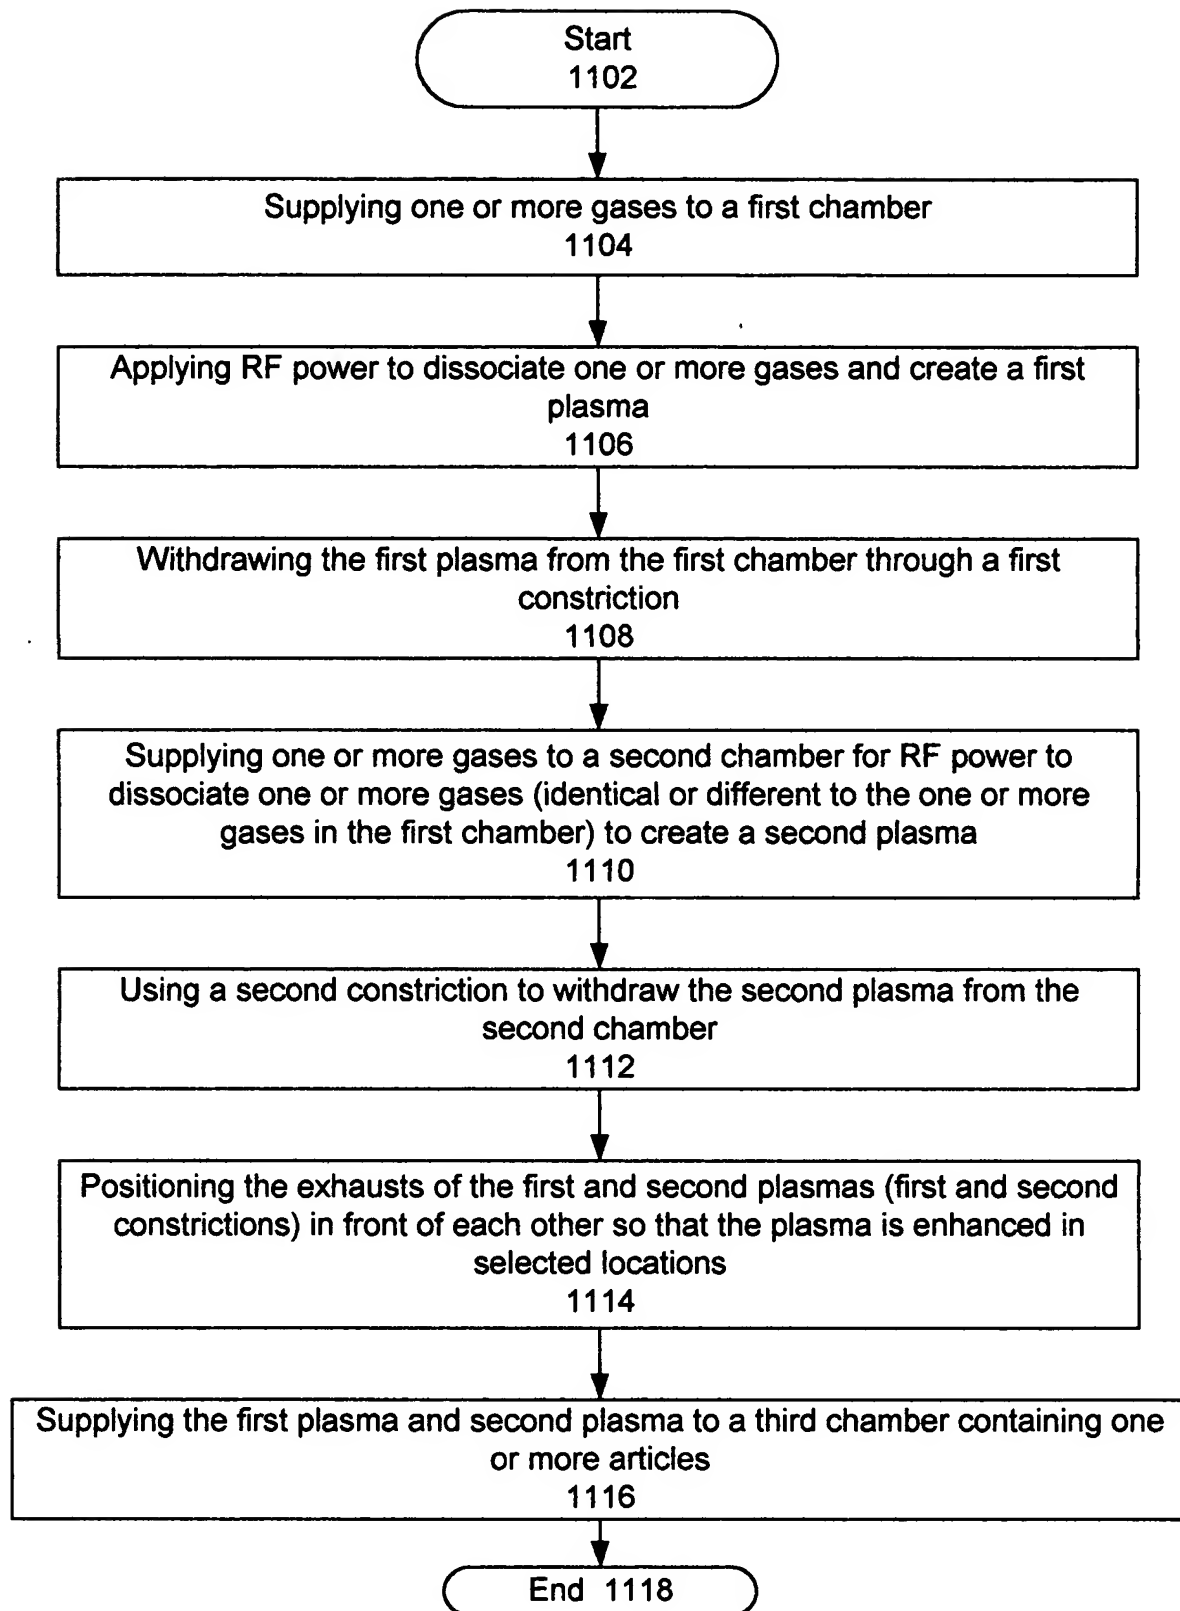 Start
1102
Supplying one or more gases to a first chamber
1104
Applying RF power to dissociate one or more gases and create a first
plasma
1106
Withdrawing the first plasma from the first chamber through a first
constriction
1108
Supplying one or more gases to a second chamber for RF power to
dissociate one or more gases (identical or different to the one or more
gases in the first chamber) to create a second plasma
1110
Using a second constriction to withdraw the second plasma from the
second chamber
1112
Positioning the exhausts of the first and second plasmas (first and second
constrictions) in front of each other so that the plasma is enhanced in
selected locations
1114
Supplying the first plasma and second plasma to a third chamber containing one
or more articles
1116
End 1118